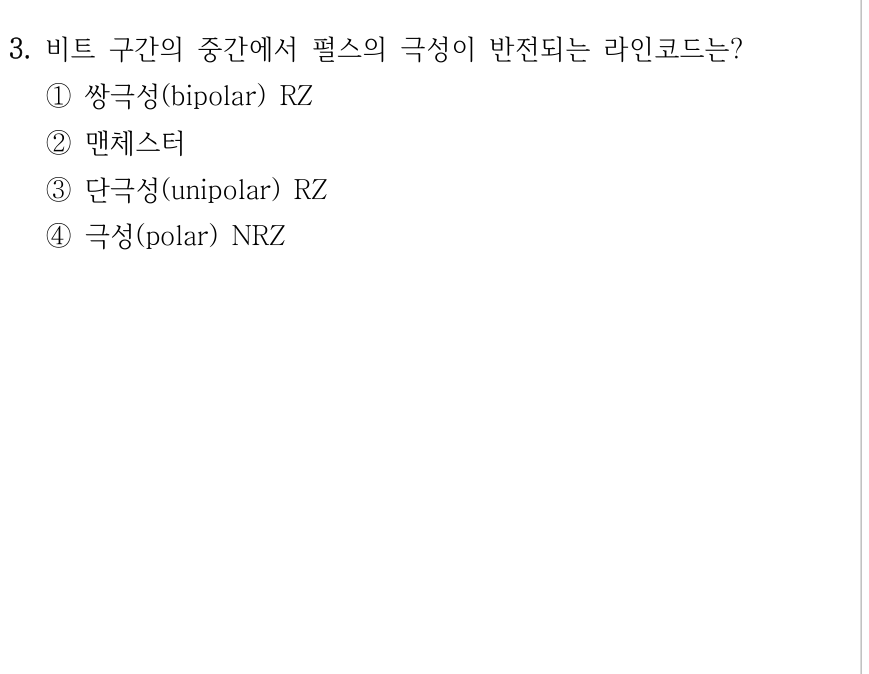 3. 비트 구간의 중간에서 펄스의 극성이 반전되는 라인코드는?
① 쌍극성(bipolar) RZ
② 맨체스터
③ 단극성(unipolar) RZ
④ 극성(polar) NRZ